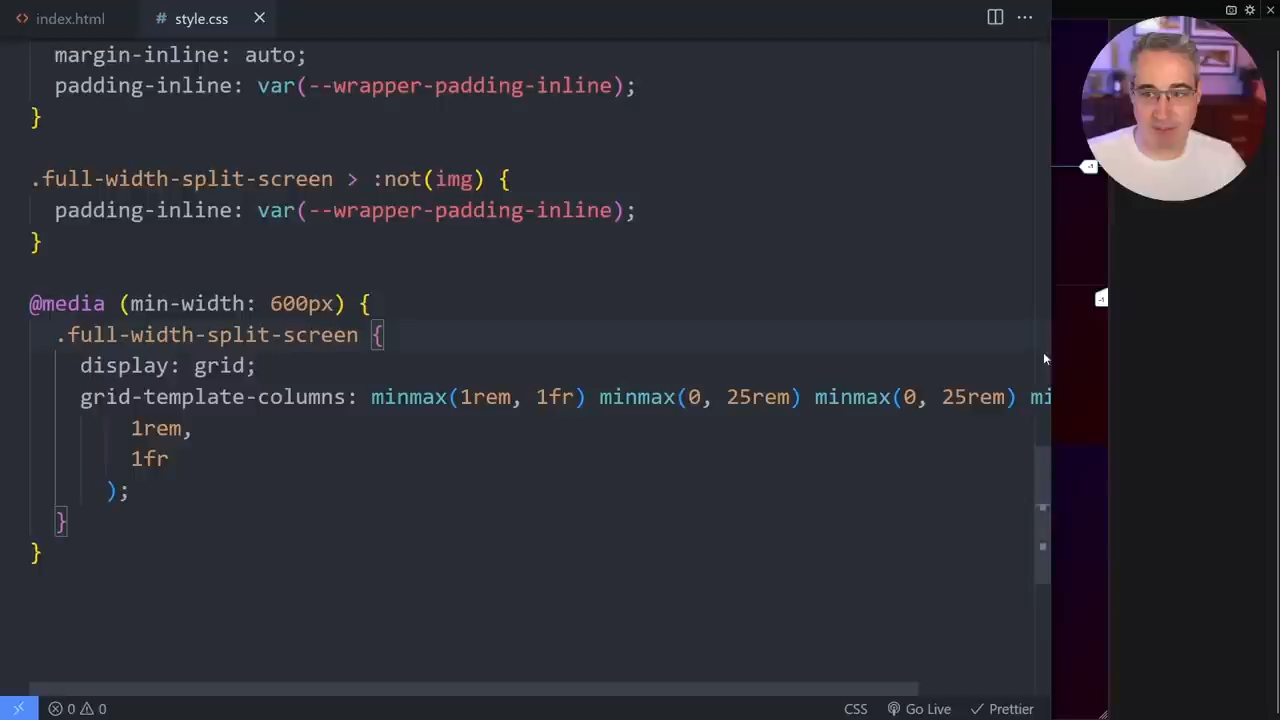 index.html
# style.css
margin-inline: auto;
padding-inline: var(--wrapper-padding-inline);
}
.full-width-split-screen > :not(img) {
padding-inline: var(--wrapper-padding-inline);
}
@media (min-width: 600px) {
.full-width-split-screen {
display: grid;
grid-template-columns: minmax(1rem, 1fr) minmax(0, 25rem) minmax(0, 25rem) mi
1rem,
1fr
);
}
}
0 0
CSS
Go Live
Prettier
-1
-1